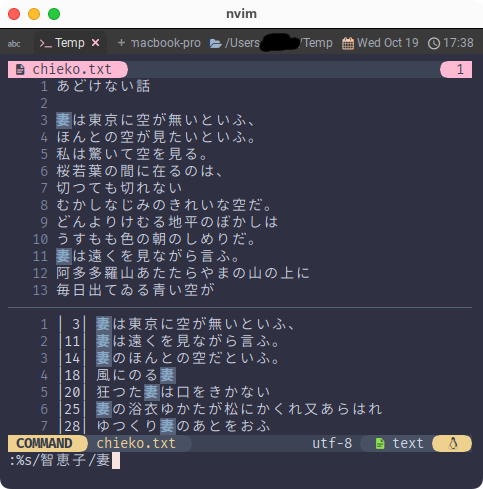 nvim
abc >_ Temp × + macbook-pro /Users /Temp Wed Oct 19 17:38
chieko.txt 1
1 あどけない話
2
3 妻は東京に空が無いといふ、
4 ほんとの空が見たいといふ。
5 私は驚いて空を見る。
6 桜若葉の間に在るのは、
7 切つても切れない
8 むかしなじみのきれいな空だ。
9 どんよりけむる地平のぼかしは
10 うすもも色の朝のしめりだ。
11 妻は遠くを見ながら言ふ。
12 阿多多羅山あたたらやまの山の上に
13 毎日出てゐる青い空が
1 | 3| 妻は東京に空が無いといふ、
2 |11| 妻は遠くを見ながら言ふ。
3 |14| 妻のほんとの空だといふ。
4 |18| 風にのる妻
5 |20| 狂つた妻は口をきかない
6 |25| 妻の浴衣ゆかたが松にかくれ又あらはれ
7 |28| ゆつくり妻のあとをおふ
COMMAND chieko.txt utf-8 text
:%s/智恵子/妻